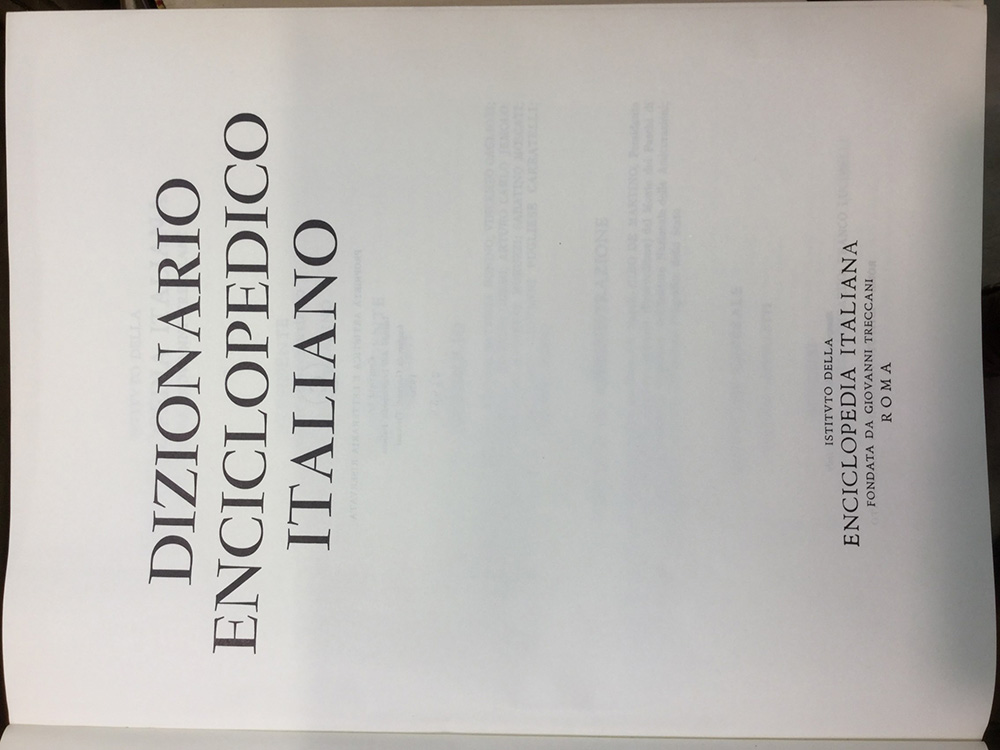 DIZIONARIO
ENCICLOPEDICO
ITALIANO
ISTITVTO DELLA
ENCICLOPEDIA ITALIANA
FONDATA DA GIOVANNI TRECCANI
ROMA